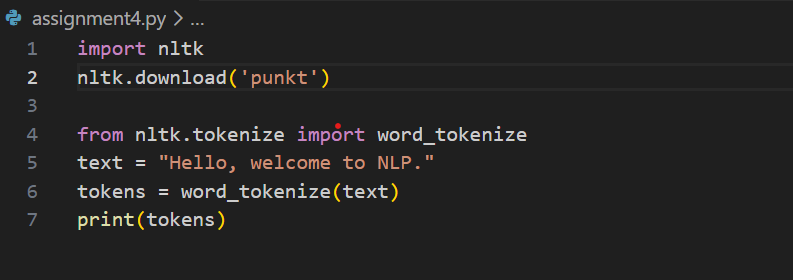 assignment4.py > ...
1 import nltk
2 nltk.download('punkt')
3
4 from nltk.tokenize import word_tokenize
5 text = "Hello, welcome to NLP."
6 tokens = word_tokenize(text)
7 print(tokens)